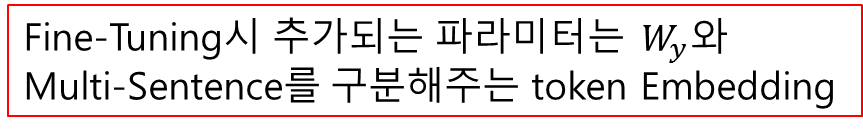 Fine-Tuning시 추가되는 파라미터는 W_y와
Multi-Sentence를 구분해주는 token Embedding